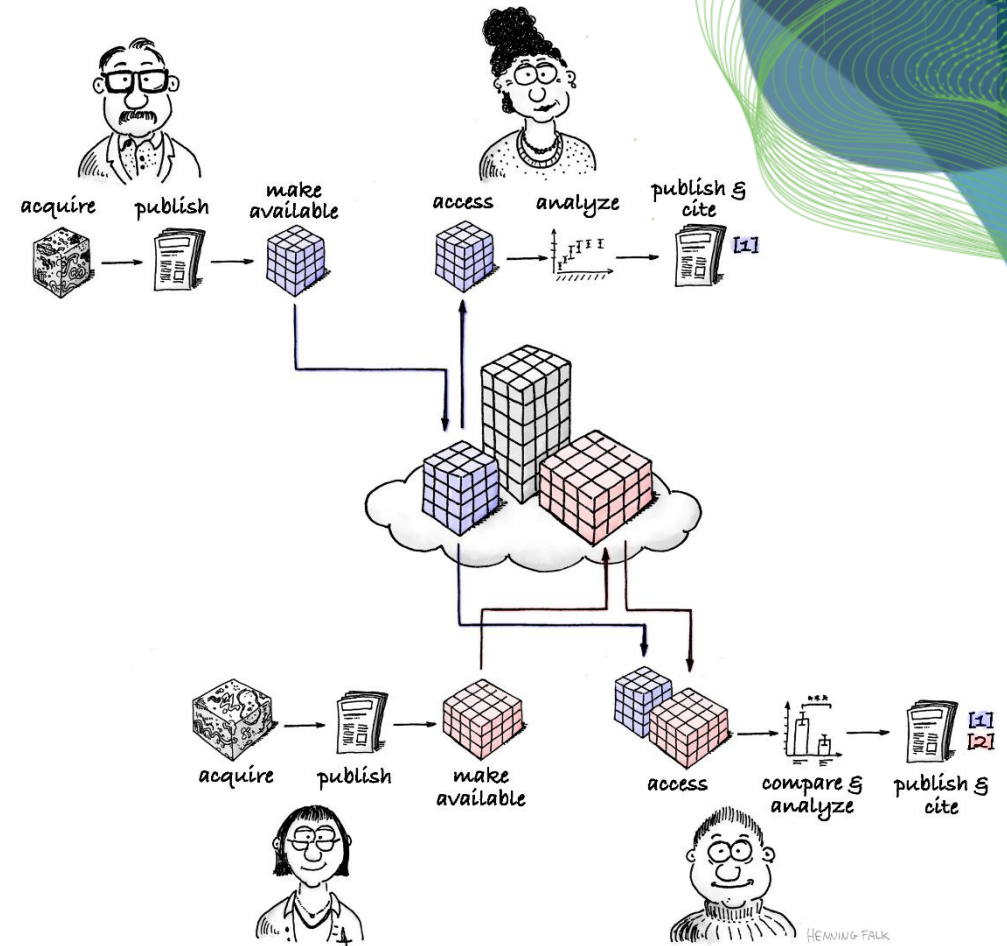 acquire
publish
make
available
access
analyze
publish &
cite
[1]
acquire
publish
make
available
access
compare &
analyze
publish &
cite
[1]
[2]
***
HENNING FALK